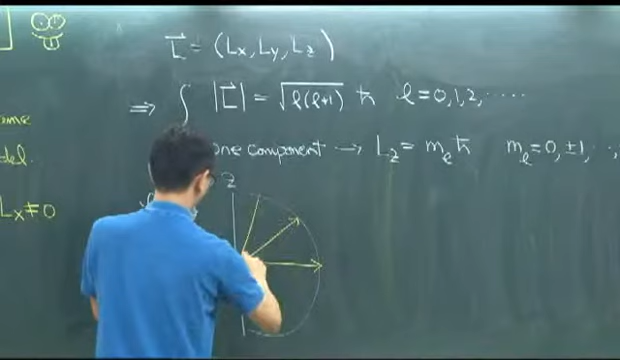 L⃗ = (Lx, Ly, Lz)
⇒ ∫ |L⃗| = √ℓ(ℓ+1) ħ ℓ = 0, 1, 2, ·····
one component → Lz = mℓ ħ mℓ = 0, ±1, ··,
Lx ≠ 0
z